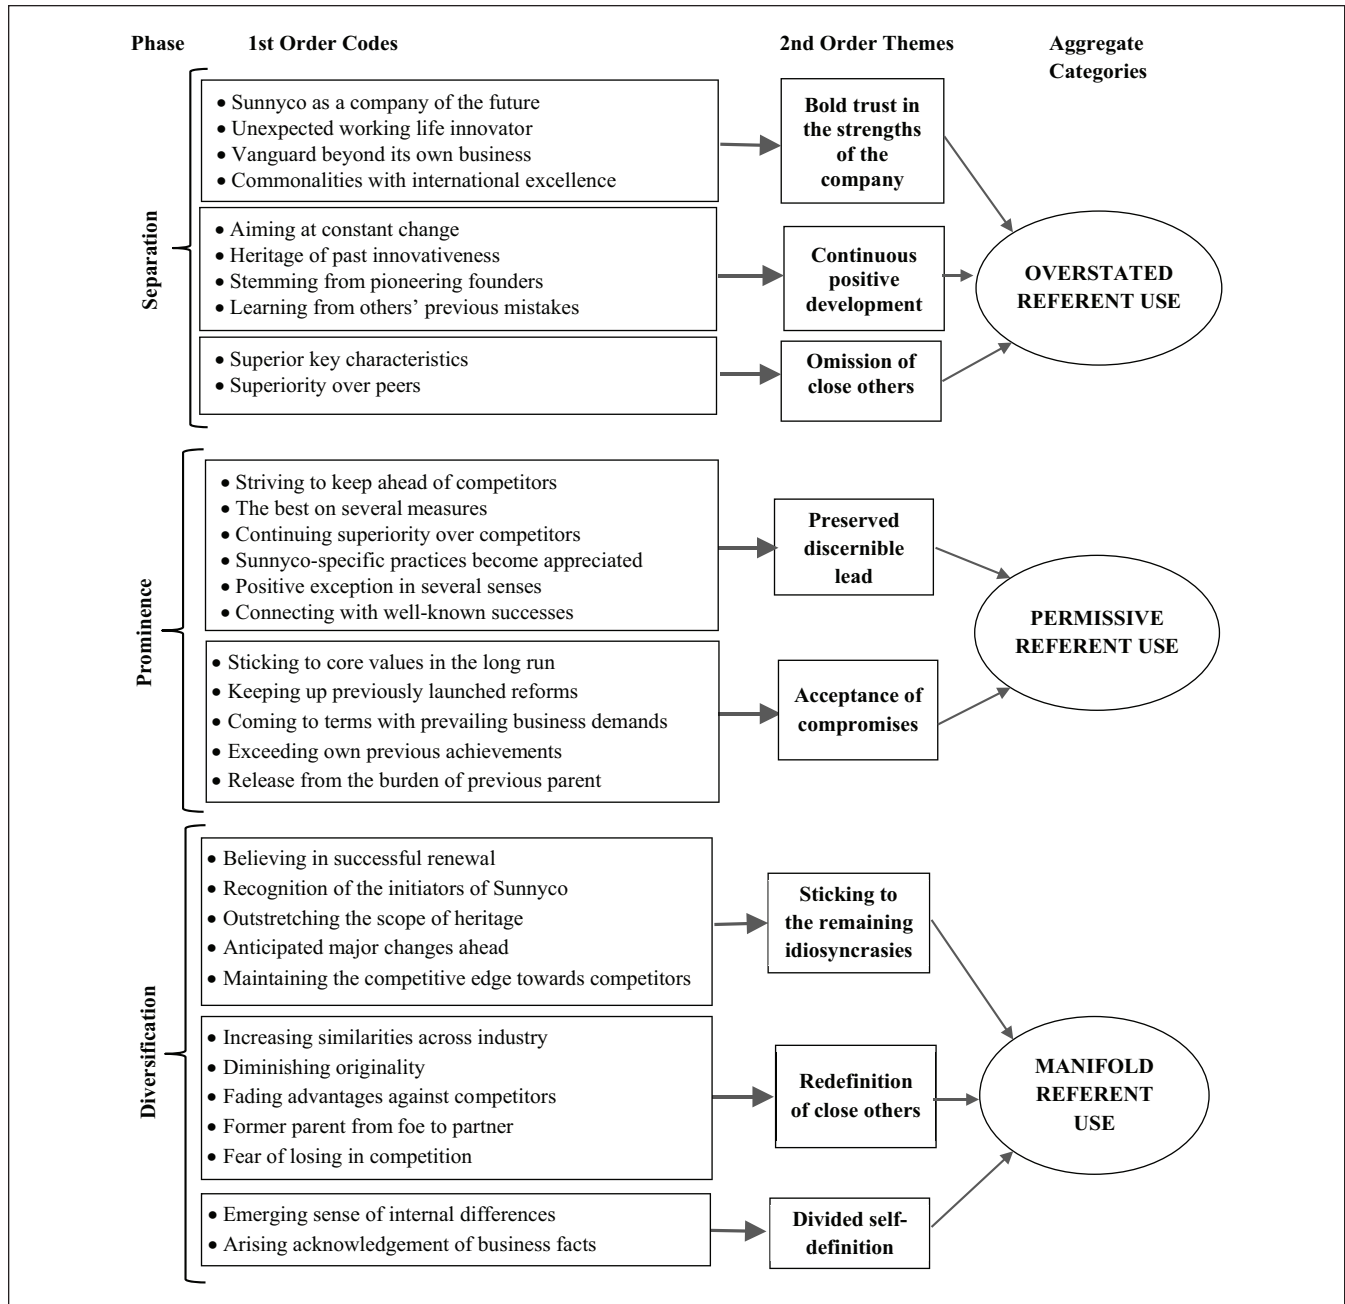 Phase 1st Order Codes 2nd Order Themes Aggregate
Categories
Separation
• Sunnyco as a company of the future
• Unexpected working life innovator
• Vanguard beyond its own business
• Commonalities with international excellence
Bold trust in
the strengths
of the
company
• Aiming at constant change
• Heritage of past innovativeness
• Stemming from pioneering founders
• Learning from others’ previous mistakes
Continuous
positive
development
• Superior key characteristics
• Superiority over peers
Omission of
close others
OVERSTATED
REFERENT USE
Prominence
• Striving to keep ahead of competitors
• The best on several measures
• Continuing superiority over competitors
• Sunnyco-specific practices become appreciated
• Positive exception in several senses
• Connecting with well-known successes
Preserved
discernible
lead
• Sticking to core values in the long run
• Keeping up previously launched reforms
• Coming to terms with prevailing business demands
• Exceeding own previous achievements
• Release from the burden of previous parent
Acceptance of
compromises
PERMISSIVE
REFERENT USE
Diversification
• Believing in successful renewal
• Recognition of the initiators of Sunnyco
• Outstretching the scope of heritage
• Anticipated major changes ahead
• Maintaining the competitive edge towards competitors
Sticking to
the remaining
idiosyncrasies
• Increasing similarities across industry
• Diminishing originality
• Fading advantages against competitors
• Former parent from foe to partner
• Fear of losing in competition
Redefinition
of close others
• Emerging sense of internal differences
• Arising acknowledgement of business facts
Divided self-
definition
MANIFOLD
REFERENT
USE